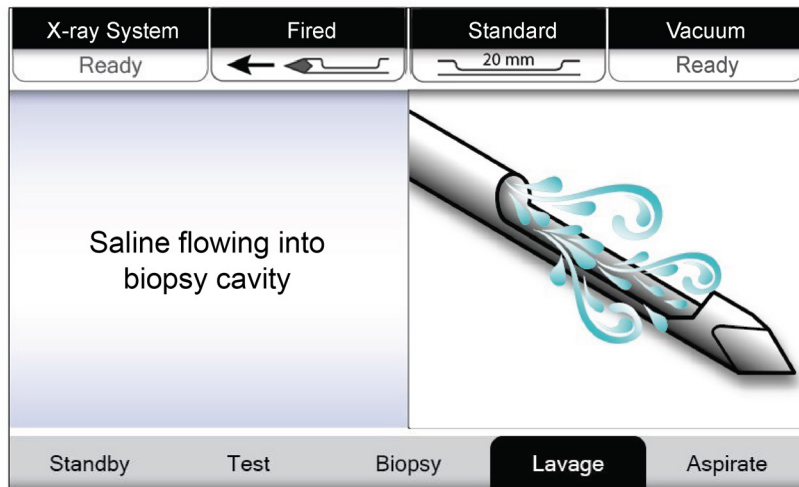 X-ray System
Fired
Standard
Vacuum
Ready
20 mm
Ready
Saline flowing into
biopsy cavity
Standby
Test
Biopsy
Lavage
Aspirate